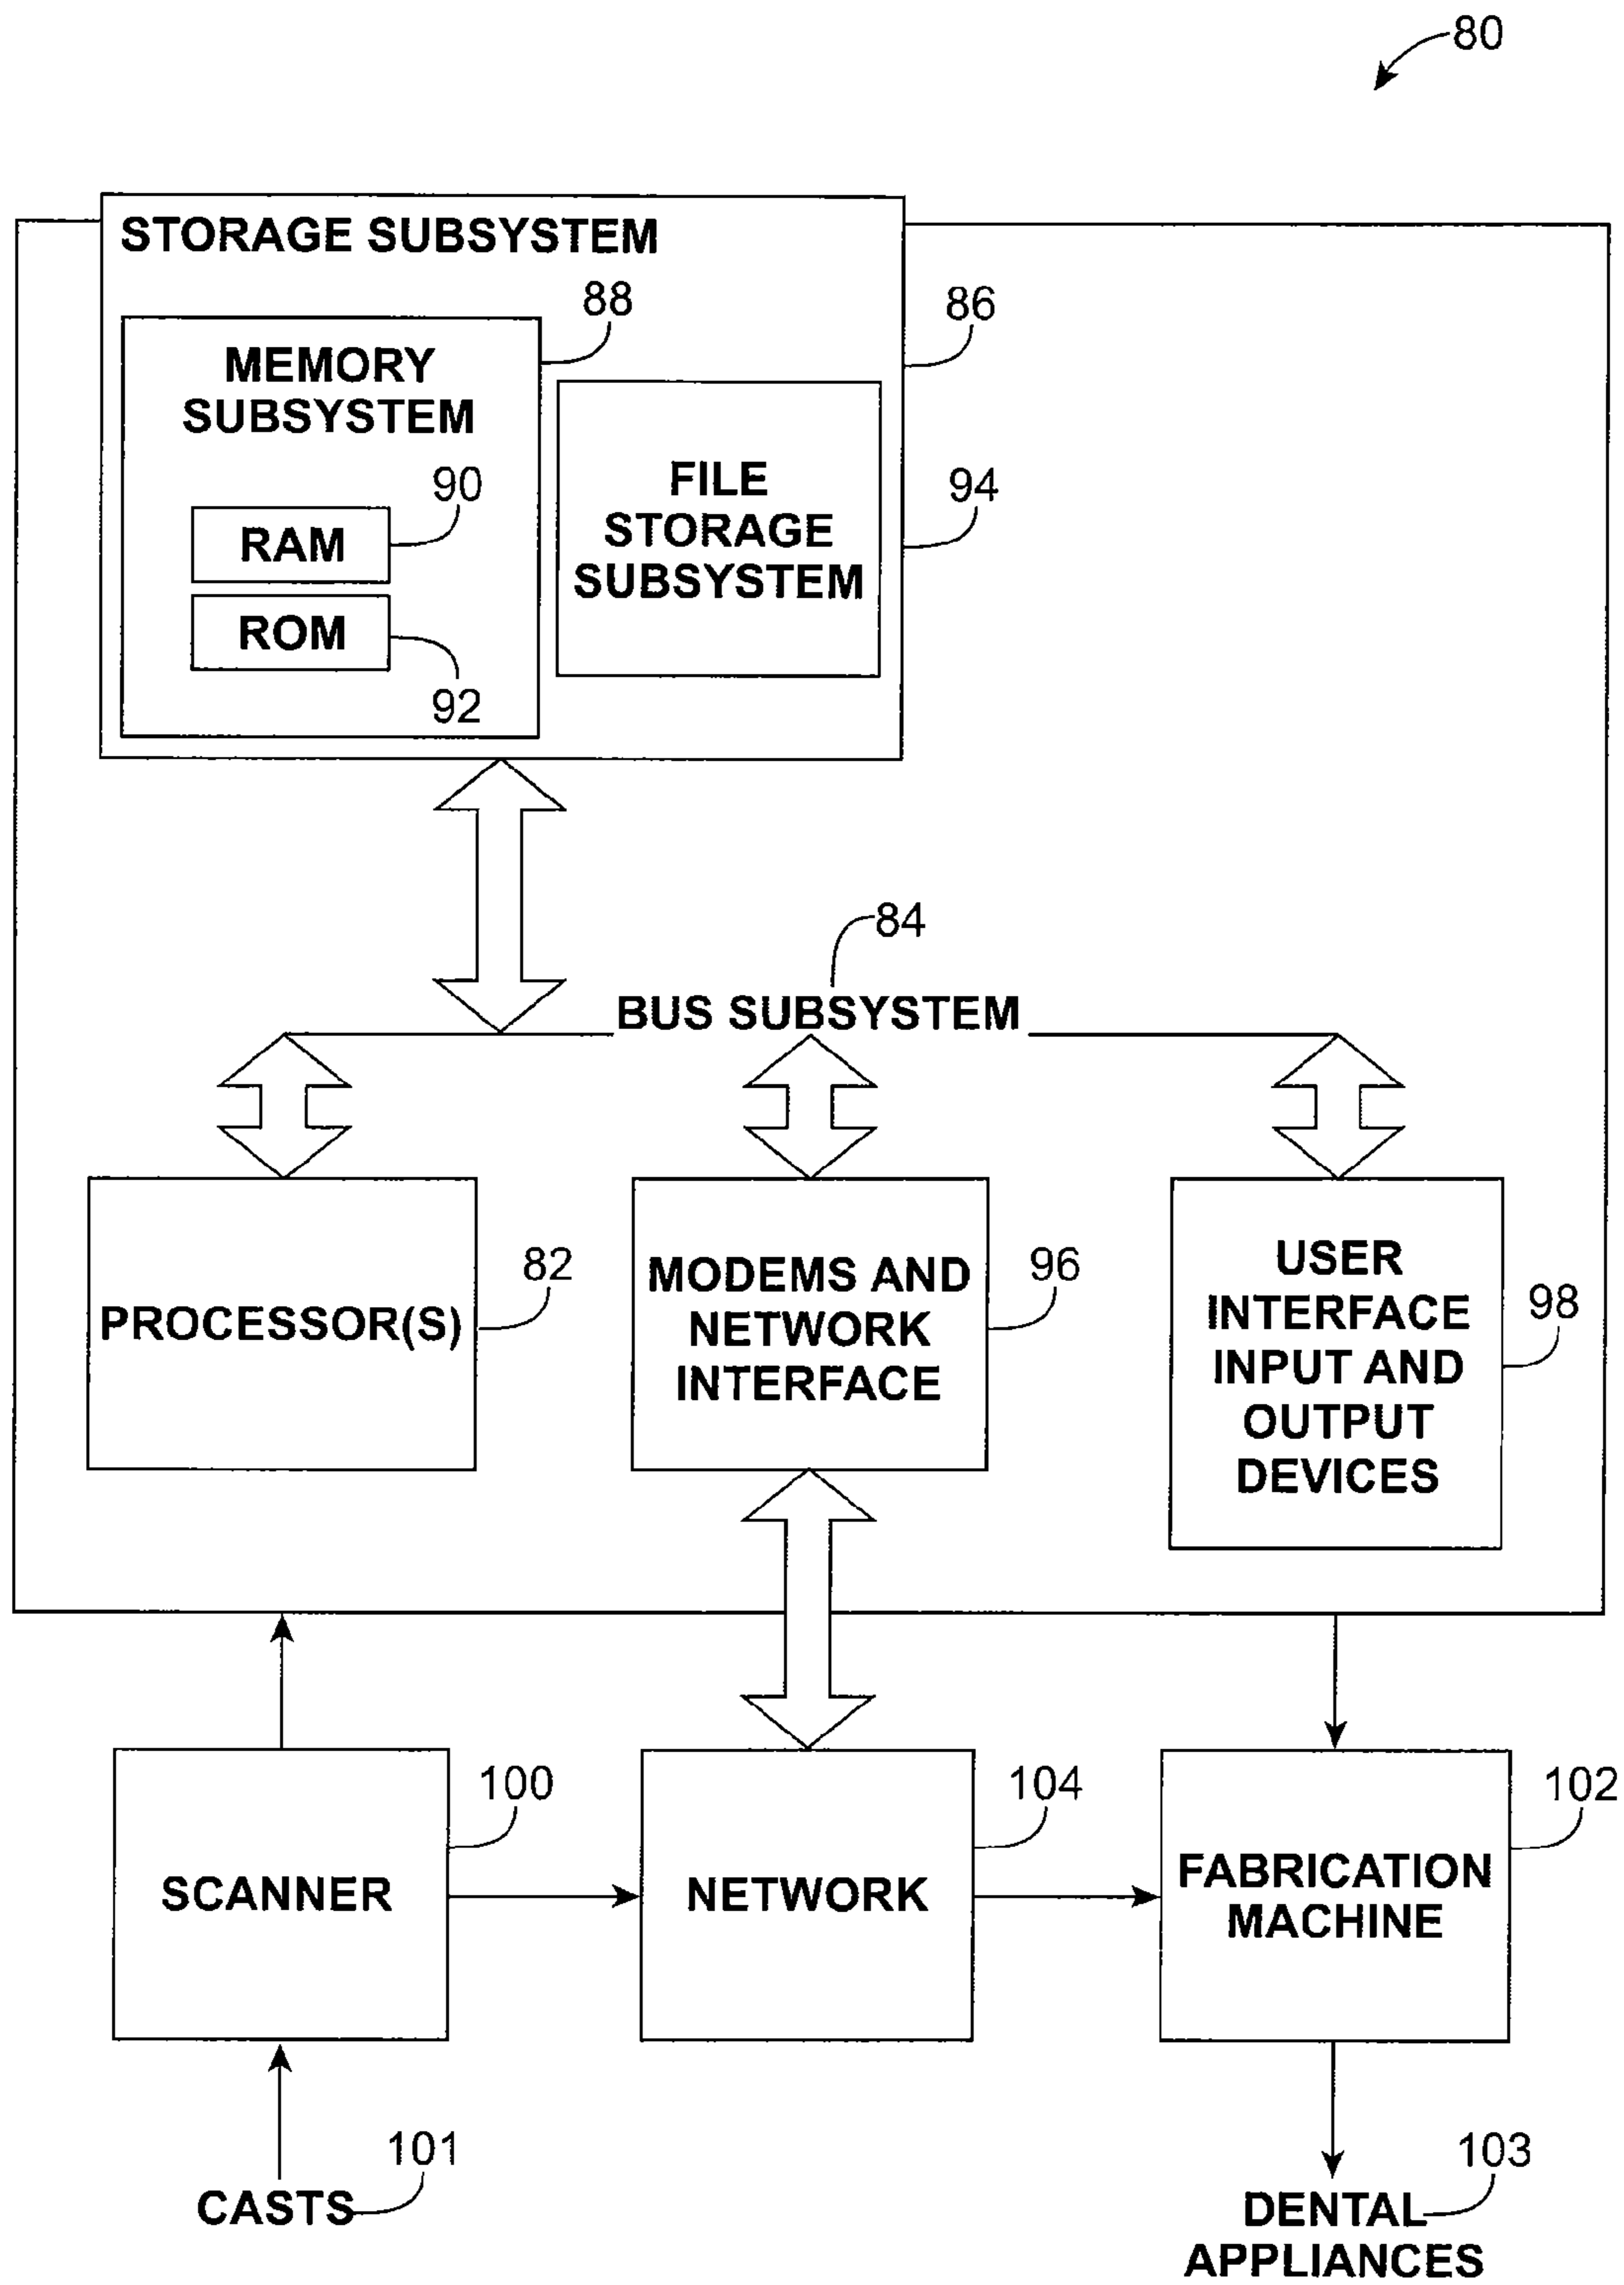 80
STORAGE SUBSYSTEM
88
86
MEMORY
SUBSYSTEM
FILE
STORAGE
SUBSYSTEM
94
90
RAM
ROM
92
84
BUS SUBSYSTEM
PROCESSOR(S)
82
MODEMS AND
NETWORK
INTERFACE
96
USER
INTERFACE
INPUT AND
OUTPUT
DEVICES
98
SCANNER
100
NETWORK
104
FABRICATION
MACHINE
102
CASTS
101
DENTAL
APPLIANCES
103